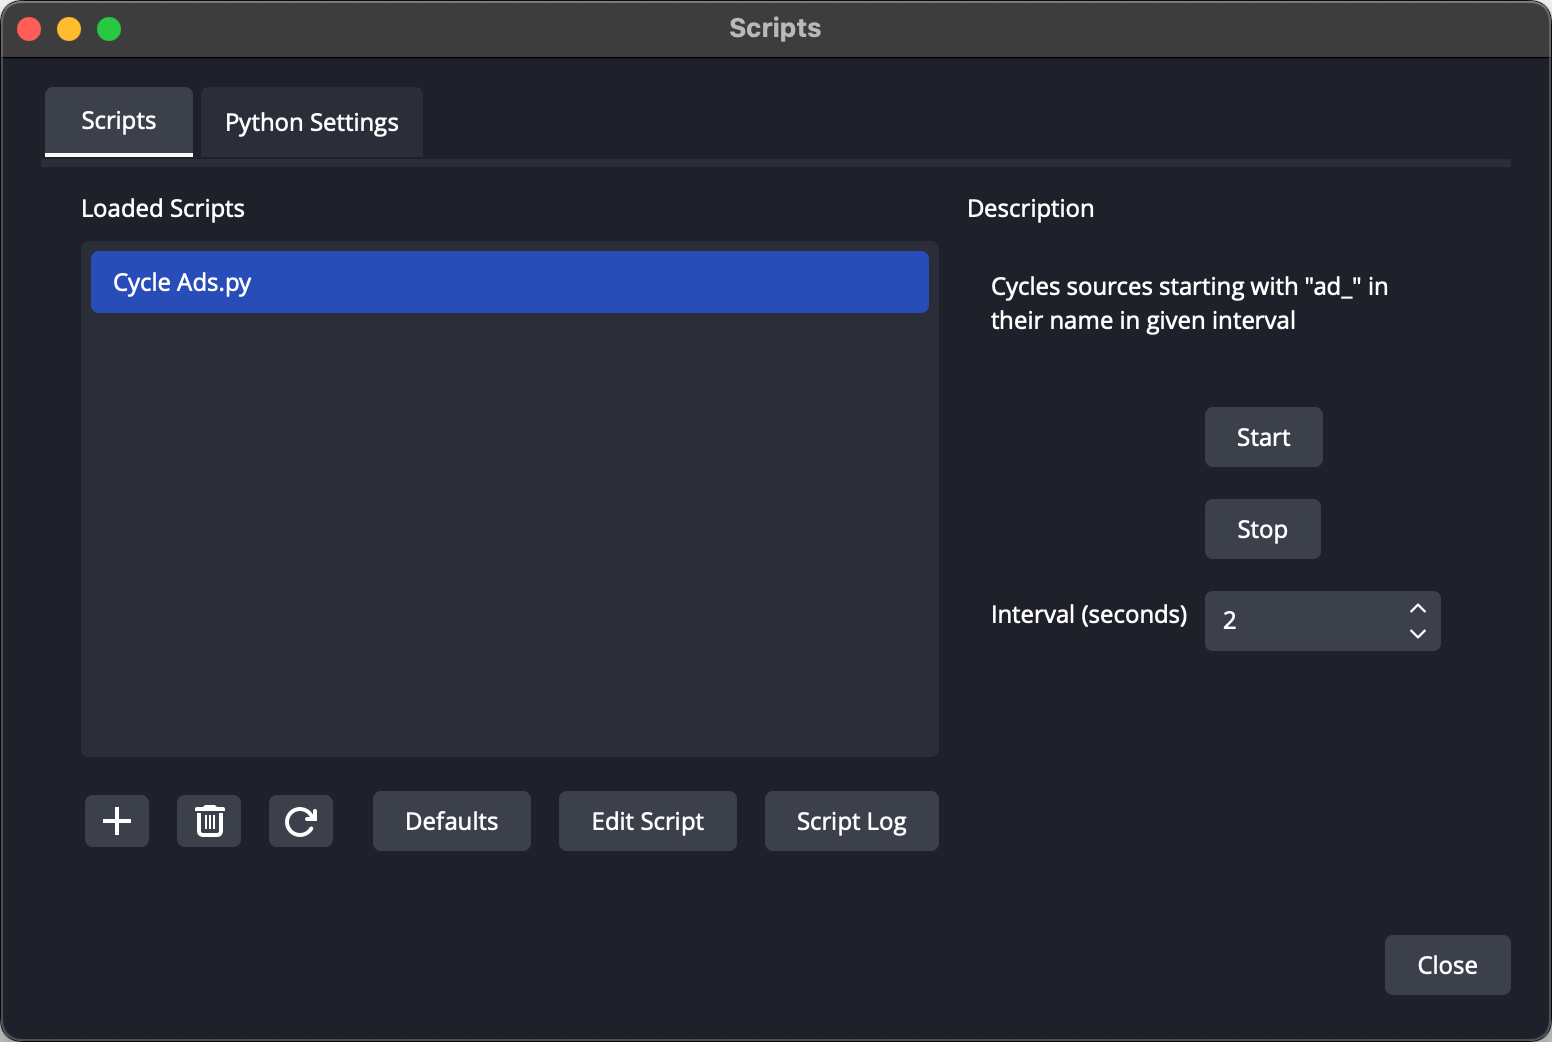 Scripts
Scripts
Python Settings
Loaded Scripts
Cycle Ads.py
Description
Cycles sources starting with "ad_" in
their name in given interval
Start
Stop
Interval (seconds)
2
Defaults
Edit Script
Script Log
Close